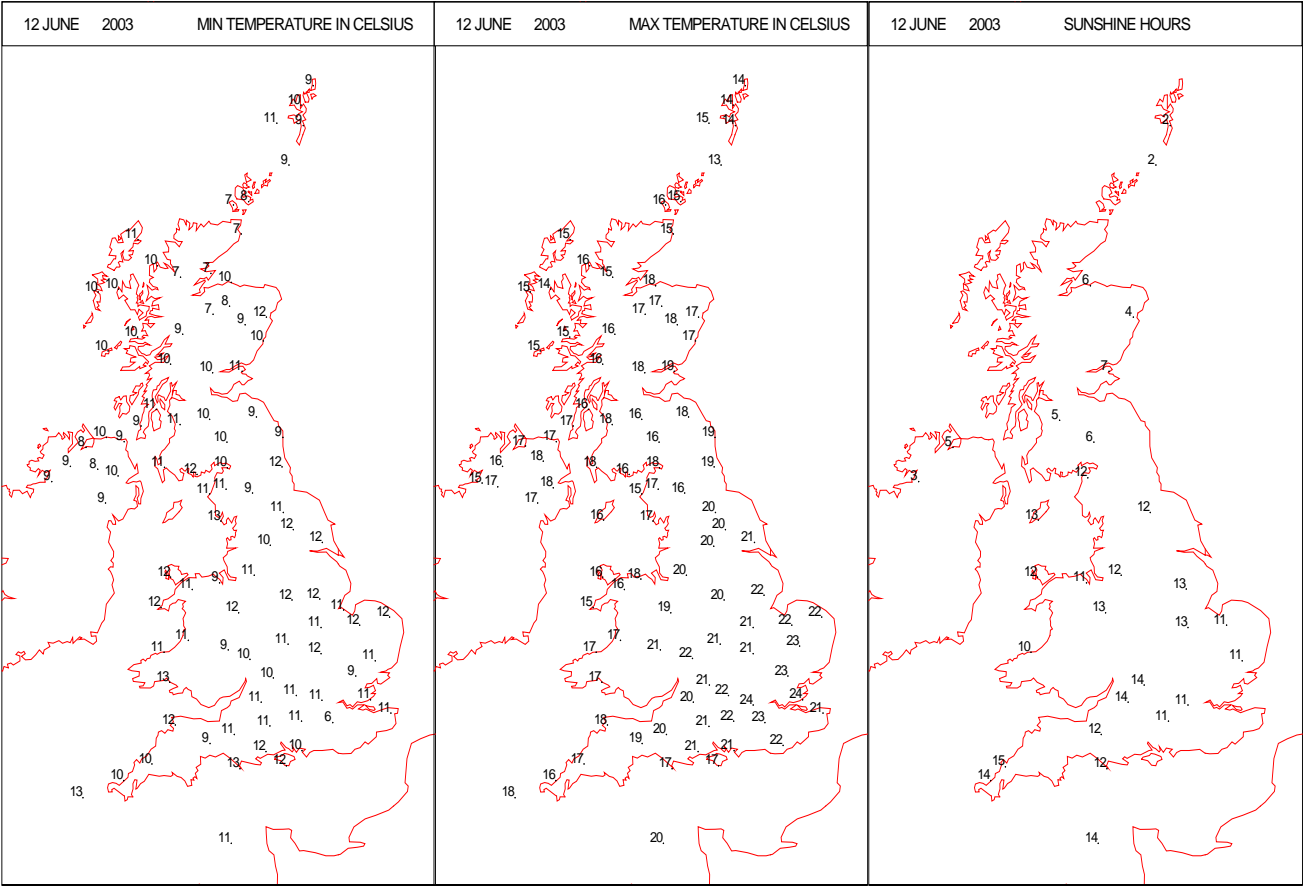 12 JUNE 2003 MIN TEMPERATURE IN CELSIUS
9
10
11 9
9
7 8
7
11
10 7 7
10 10 10
8
7 12
9
10 9 10
10
10 10 11
11
9 11 10 9
8 10 9 10 9
9 8 10 11 12 10 12
9 11 11 9
9
13 11
12
10 12
12 11 9 11
12 12 12
12 11 12 12
11
11 11 9 11 12
10 11
13 10 9
11 11 11 11
12 11 11 6 11
11
9 12 10
10 13 12
10
13
11
12 JUNE 2003 MAX TEMPERATURE IN CELSIUS
14
14
15 14
13
16 15
15
15
16 15
15 14 18
17 17 17
18
15 16 17
15
16 18 19
16
17 18 16 18
17 17 16 19
16 18 18 16 18 19
15 17 18 15 17 16
17
16 17 20
20
20 21
16 16 18 20
15 19 20 22
21 22 22
17 17 21 21 21 23
22
17 21 23
20 22 24 24
18 20 21 22 23 21
19 21 21 22
17 17 17
16
18
20
12 JUNE 2003 SUNSHINE HOURS
2
2
6
4
7
5
5 6
3 12
13 12
12 11 12 13
13 13 11
10 11
14
14 11
12 11
15 12
14
14